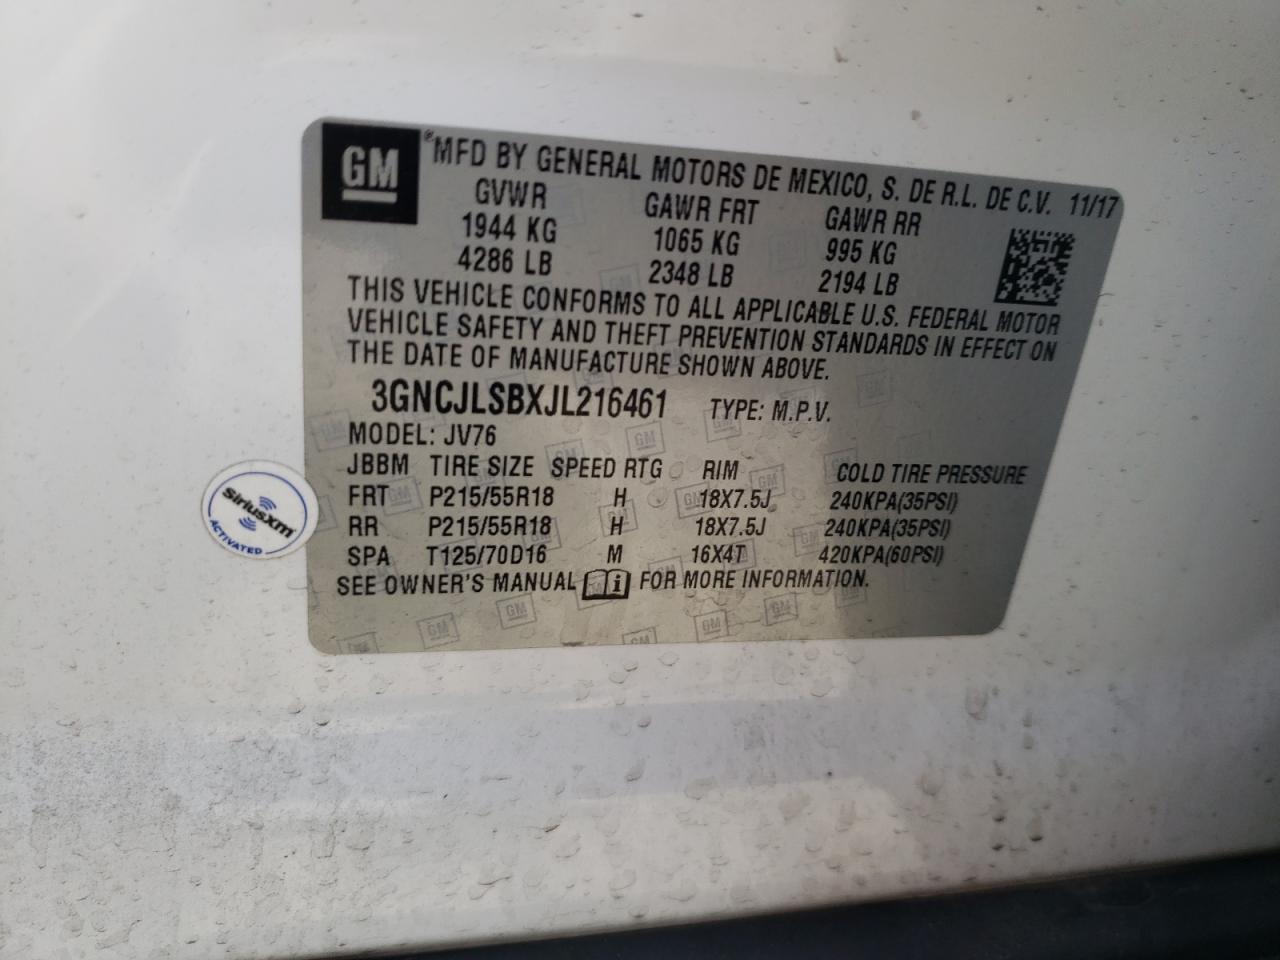 GM ®MFD BY GENERAL MOTORS DE MEXICO, S. DE R.L. DE C.V. 11/17
GVWR GAWR FRT GAWR RR
1944 KG 1065 KG 995 KG
4286 LB 2348 LB 2194 LB
THIS VEHICLE CONFORMS TO ALL APPLICABLE U.S. FEDERAL MOTOR
VEHICLE SAFETY AND THEFT PREVENTION STANDARDS IN EFFECT ON
THE DATE OF MANUFACTURE SHOWN ABOVE.
3GNCJLSBXJL216461 TYPE: M.P.V.
MODEL: JV76
JBBM TIRE SIZE SPEED RTG RIM COLD TIRE PRESSURE
FRT P215/55R18 H 18X7.5J 240KPA(35PSI)
RR P215/55R18 H 18X7.5J 240KPA(35PSI)
SPA T125/70D16 M 16X4T 420KPA(60PSI)
SEE OWNER'S MANUAL i FOR MORE INFORMATION.
siriusxm
ACTIVATED